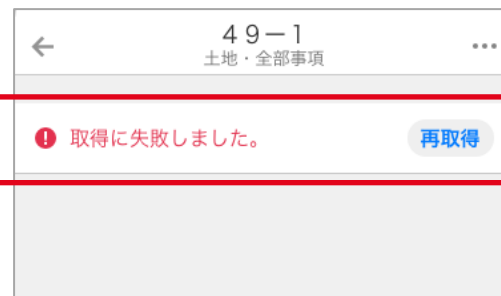 ４９－１
土地・全部事項
取得に失敗しました。
再取得